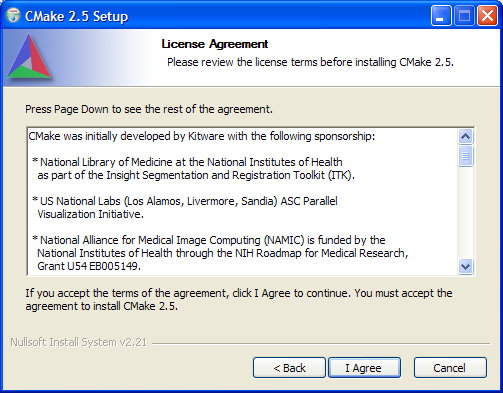 CMake 2.5 Setup
License Agreement
Please review the license terms before installing CMake 2.5.
Press Page Down to see the rest of the agreement.
CMake was initially developed by Kitware with the following sponsorship:
* National Library of Medicine at the National Institutes of Health
as part of the Insight Segmentation and Registration Toolkit (ITK).
* US National Labs (Los Alamos, Livermore, Sandia) ASC Parallel
Visualization Initiative.
* National Alliance for Medical Image Computing (NAMIC) is funded by the
National Institutes of Health through the NIH Roadmap for Medical Research,
Grant U54 EB005149.
If you accept the terms of the agreement, click I Agree to continue. You must accept the
agreement to install CMake 2.5.
Nullsoft Install System v2.21
< Back
I Agree
Cancel